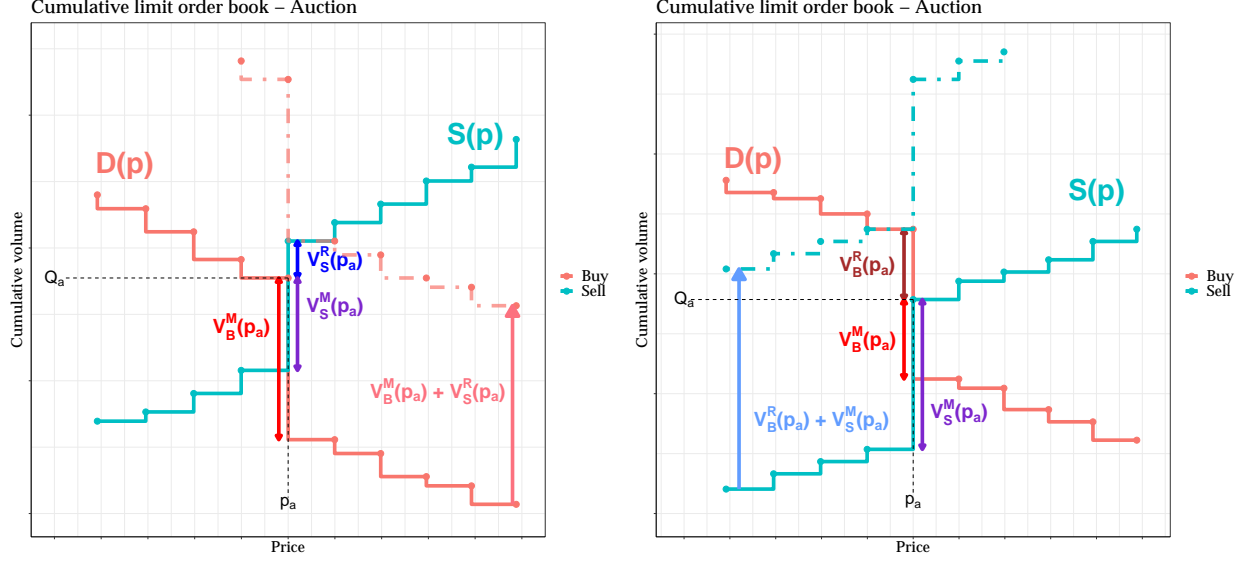 Cumulative limit order book – Auction
Cumulative volume
D(p)
S(p)
V_S^R(p_a)
Q_a
V_S^M(p_a)
V_B^M(p_a)
V_B^M(p_a) + V_S^R(p_a)
p_a
Price
Buy
Sell
Cumulative limit order book – Auction
Cumulative volume
D(p)
S(p)
V_B^R(p_a)
Q_a
V_B^M(p_a)
V_B^R(p_a) + V_S^M(p_a)
V_S^M(p_a)
p_a
Price
Buy
Sell